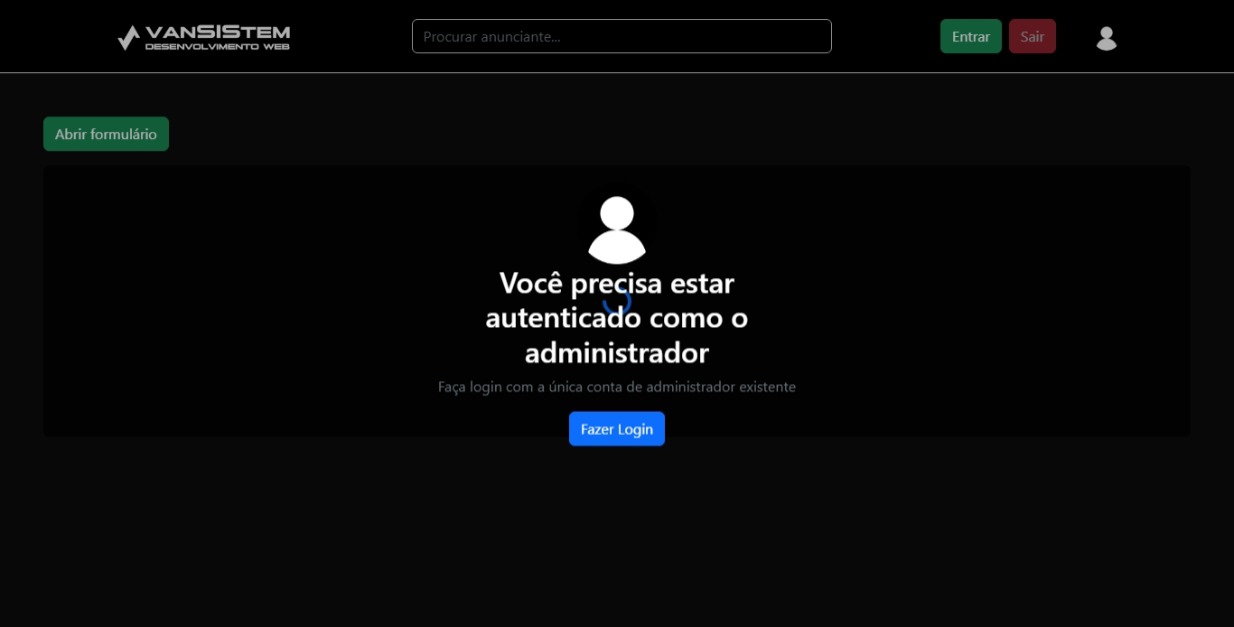 VANSISTEM
DESENVOLVIMENTO WEB
Procurar anunciante...
Entrar
Sair
Abrir formulário
Você precisa estar
autenticado como o
administrador
Faça login com a única conta de administrador existente
Fazer Login